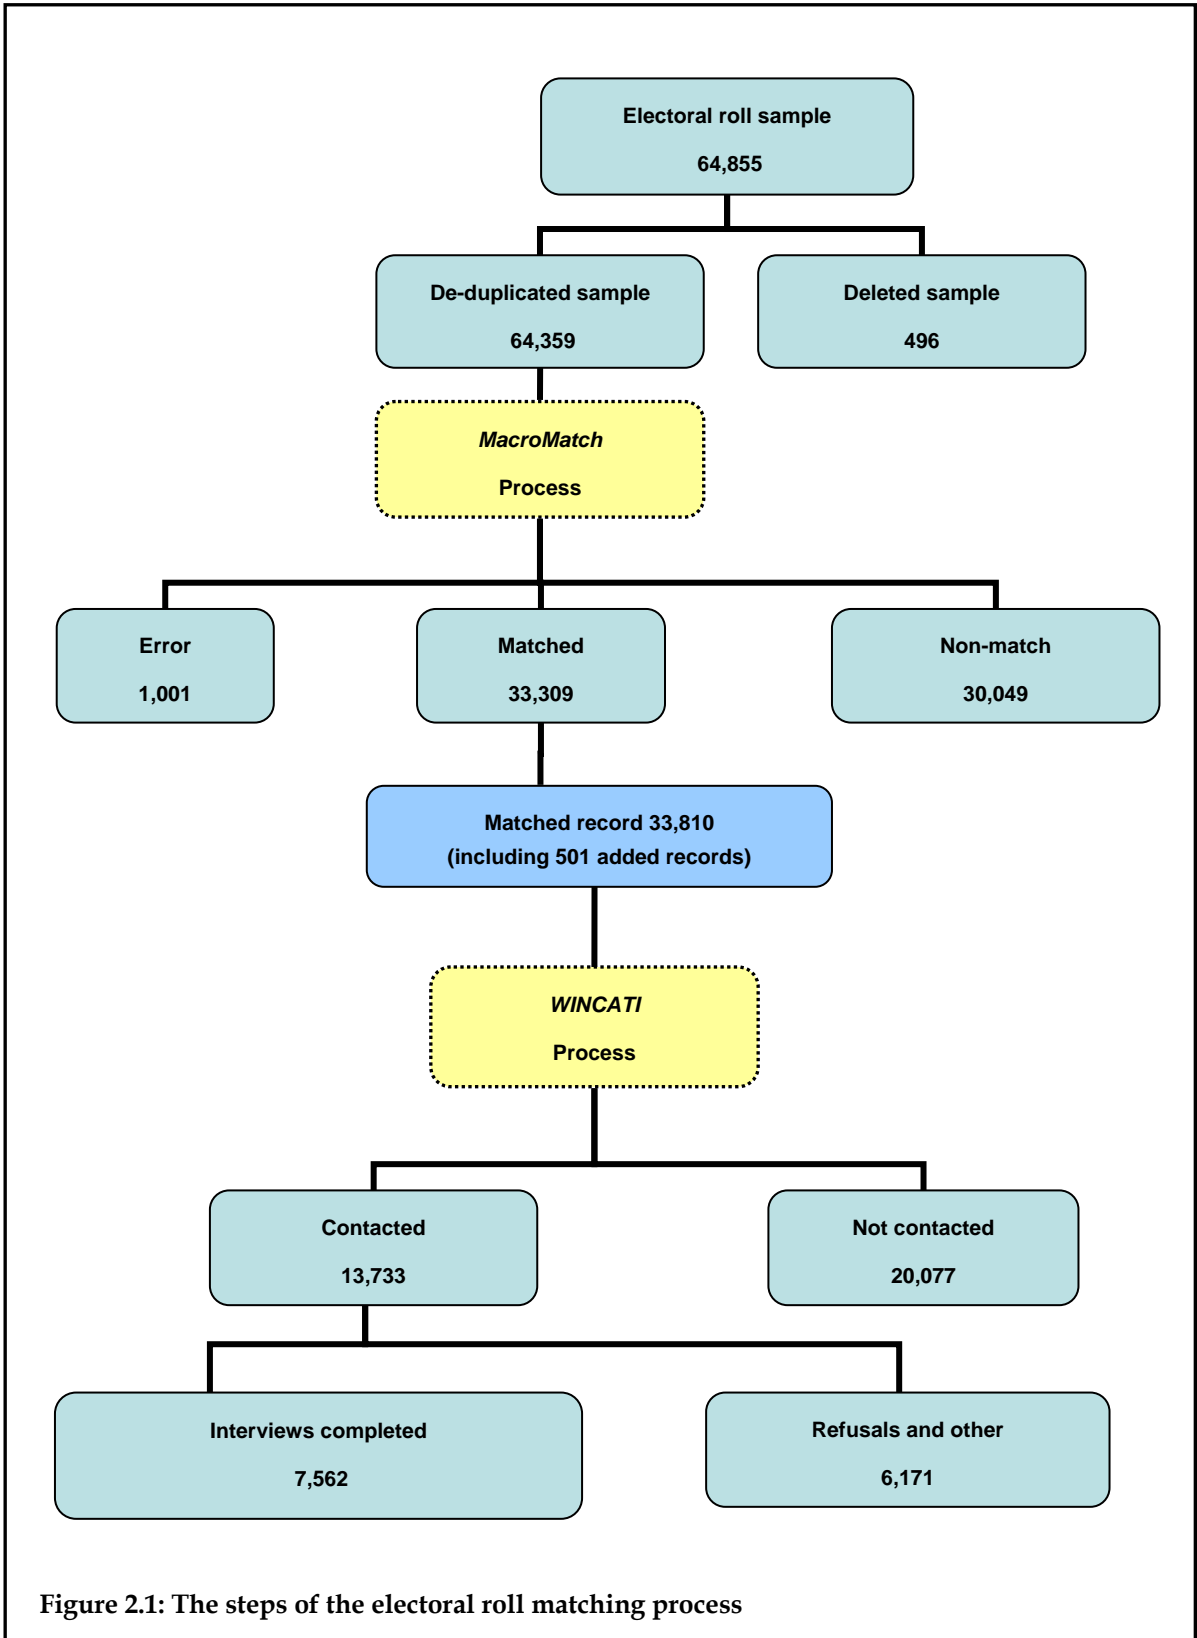 Electoral roll sample
64,855
De-duplicated sample
64,359
Deleted sample
496
MacroMatch
Process
Error
1,001
Matched
33,309
Non-match
30,049
Matched record 33,810
(including 501 added records)
WINCATI
Process
Contacted
13,733
Not contacted
20,077
Interviews completed
7,562
Refusals and other
6,171
Figure 2.1: The steps of the electoral roll matching process